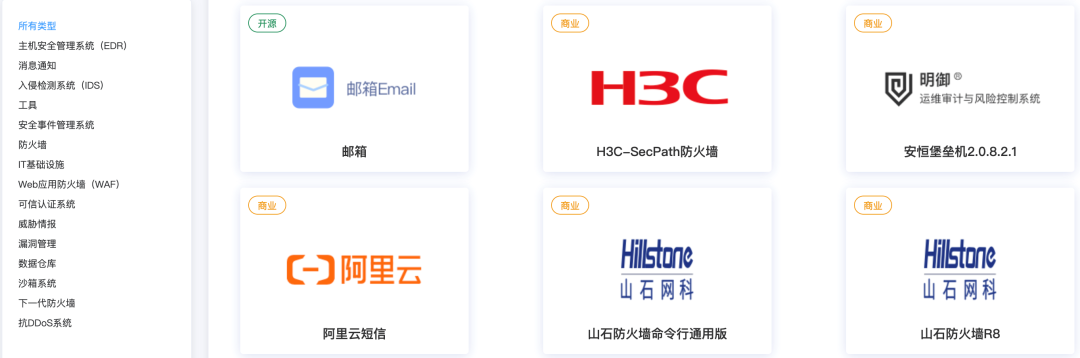 所有类型
主机安全管理系统（EDR）
消息通知
入侵检测系统（IDS）
工具
安全事件管理系统
防火墙
IT基础设施
Web应用防火墙（WAF）
可信认证系统
威胁情报
漏洞管理
数据仓库
沙箱系统
下一代防火墙
抗DDoS系统
开源
邮箱Email
邮箱
商业
H3C
H3C-SecPath防火墙
商业
明御®
运维审计与风险控制系统
安恒堡垒机2.0.8.2.1
商业
阿里云
阿里云短信
商业
Hillstone
山石网科
山石防火墙命令行通用版
商业
Hillstone
山石网科
山石防火墙R8